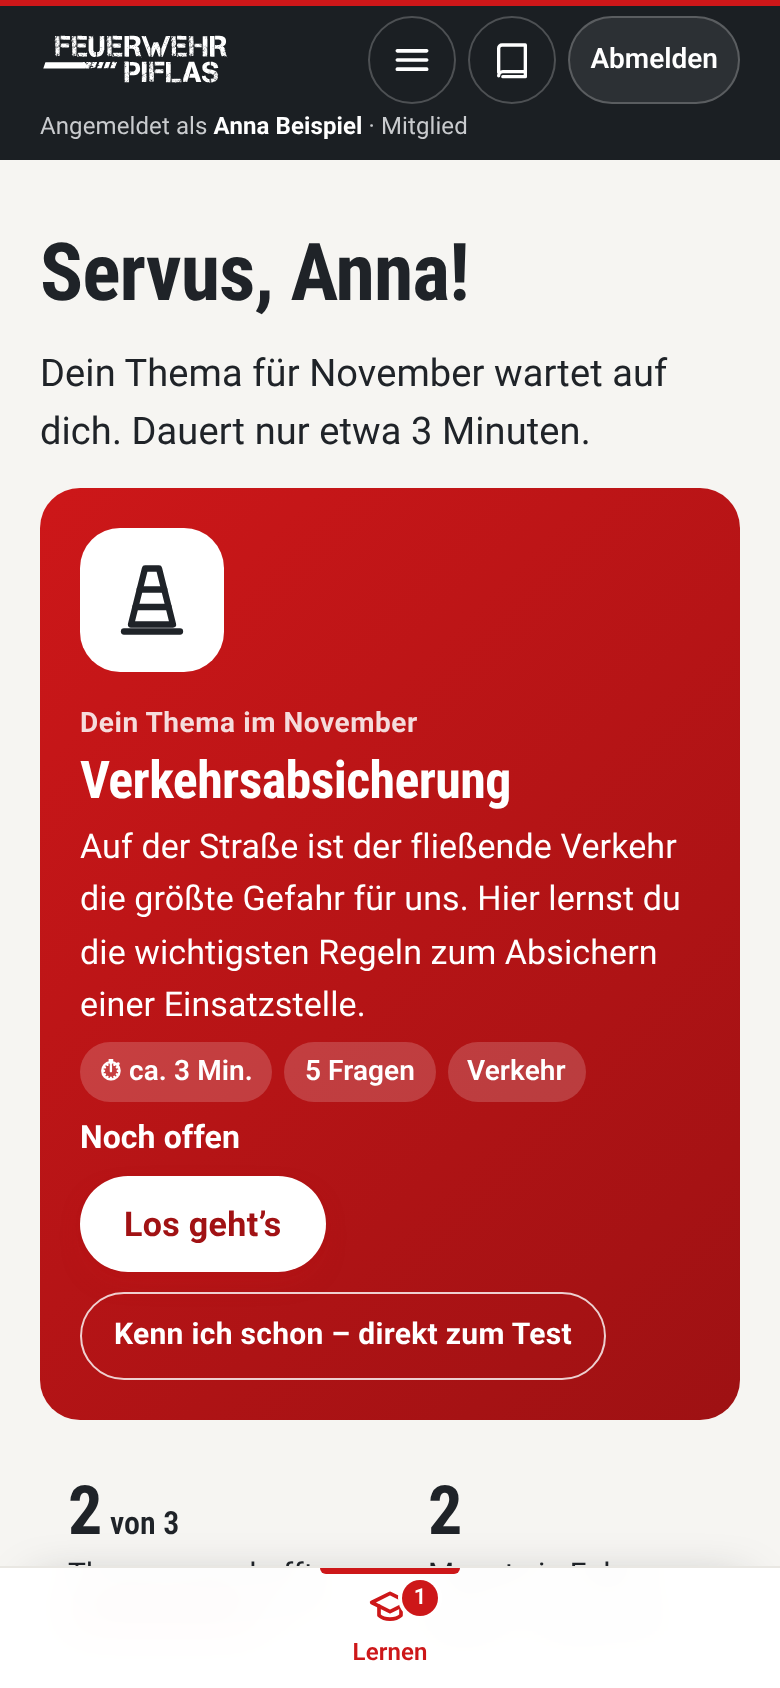 FEUERWEHR
PIFLAS
Abmelden
Angemeldet als Anna Beispiel · Mitglied
Servus, Anna!
Dein Thema für November wartet auf
dich. Dauert nur etwa 3 Minuten.
Dein Thema im November
Verkehrsabsicherung
Auf der Straße ist der fließende Verkehr
die größte Gefahr für uns. Hier lernst du
die wichtigsten Regeln zum Absichern
einer Einsatzstelle.
⏱ ca. 3 Min.
5 Fragen
Verkehr
Noch offen
Los geht’s
Kenn ich schon – direkt zum Test
2 von 3
2
1
Lernen